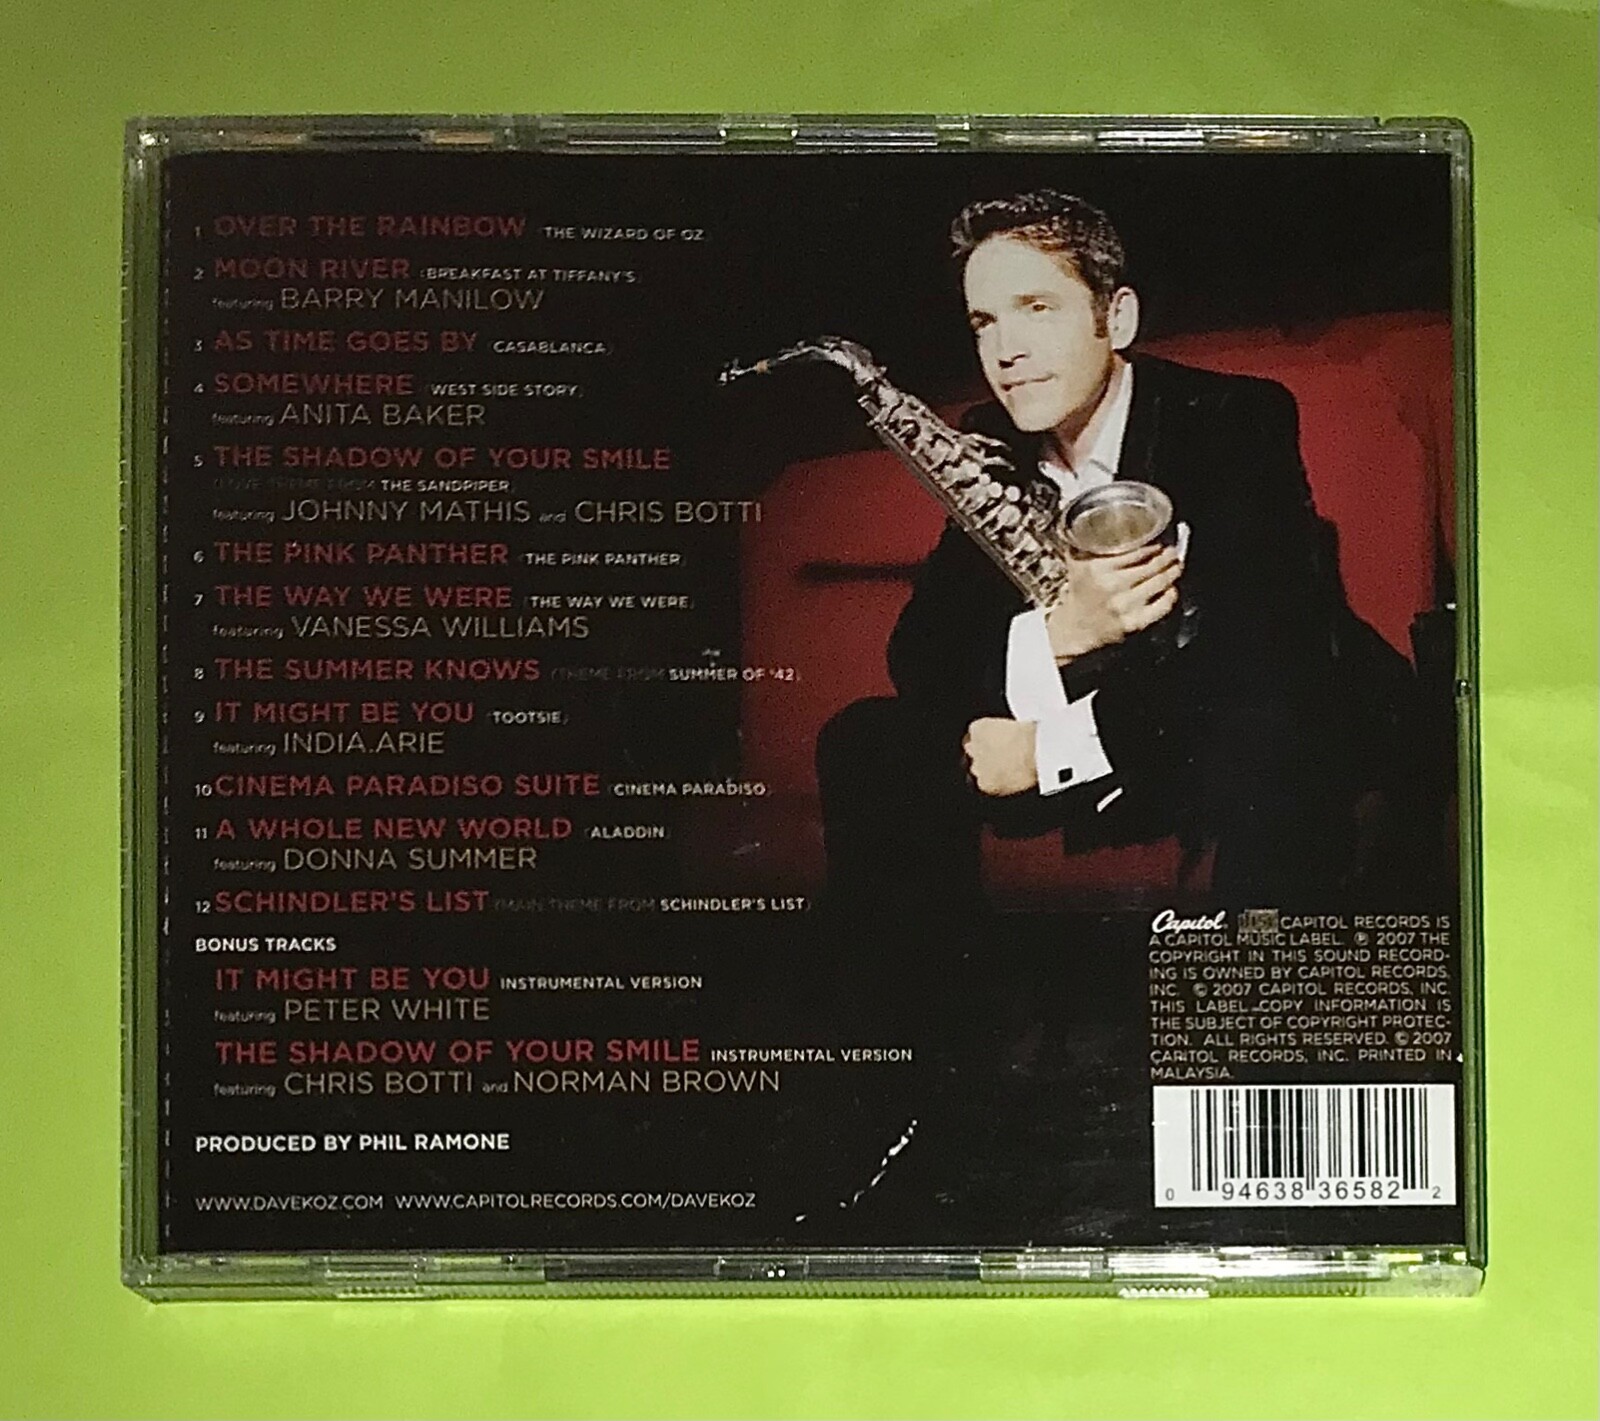 1 OVER THE RAINBOW (THE WIZARD OF OZ)
2 MOON RIVER (BREAKFAST AT TIFFANY'S)
featuring BARRY MANILOW
3 AS TIME GOES BY (CASABLANCA)
4 SOMEWHERE (WEST SIDE STORY)
featuring ANITA BAKER
5 THE SHADOW OF YOUR SMILE
(LOVE THEME FROM THE SANDPIPER)
featuring JOHNNY MATHIS and CHRIS BOTTI
6 THE PINK PANTHER (THE PINK PANTHER)
7 THE WAY WE WERE (THE WAY WE WERE)
featuring VANESSA WILLIAMS
8 THE SUMMER KNOWS (THEME FROM SUMMER OF '42)
9 IT MIGHT BE YOU (TOOTSIE)
featuring INDIA.ARIE
10 CINEMA PARADISO SUITE (CINEMA PARADISO)
11 A WHOLE NEW WORLD (ALADDIN)
featuring DONNA SUMMER
12 SCHINDLER'S LIST (MAIN THEME FROM SCHINDLER'S LIST)
BONUS TRACKS
IT MIGHT BE YOU INSTRUMENTAL VERSION
featuring PETER WHITE
THE SHADOW OF YOUR SMILE INSTRUMENTAL VERSION
featuring CHRIS BOTTI and NORMAN BROWN
PRODUCED BY PHIL RAMONE
WWW.DAVEKOZ.COM WWW.CAPITOLRECORDS.COM/DAVEKOZ
Capitol. disc CAPITOL RECORDS IS
A CAPITOL MUSIC LABEL. ℗ 2007 THE
COPYRIGHT IN THIS SOUND RECORD-
ING IS OWNED BY CAPITOL RECORDS,
INC. © 2007 CAPITOL RECORDS, INC.
THIS LABEL COPY INFORMATION IS
THE SUBJECT OF COPYRIGHT PROTEC-
TION. ALL RIGHTS RESERVED. © 2007
CAPITOL RECORDS, INC. PRINTED IN
MALAYSIA.
0 94638 36582 2